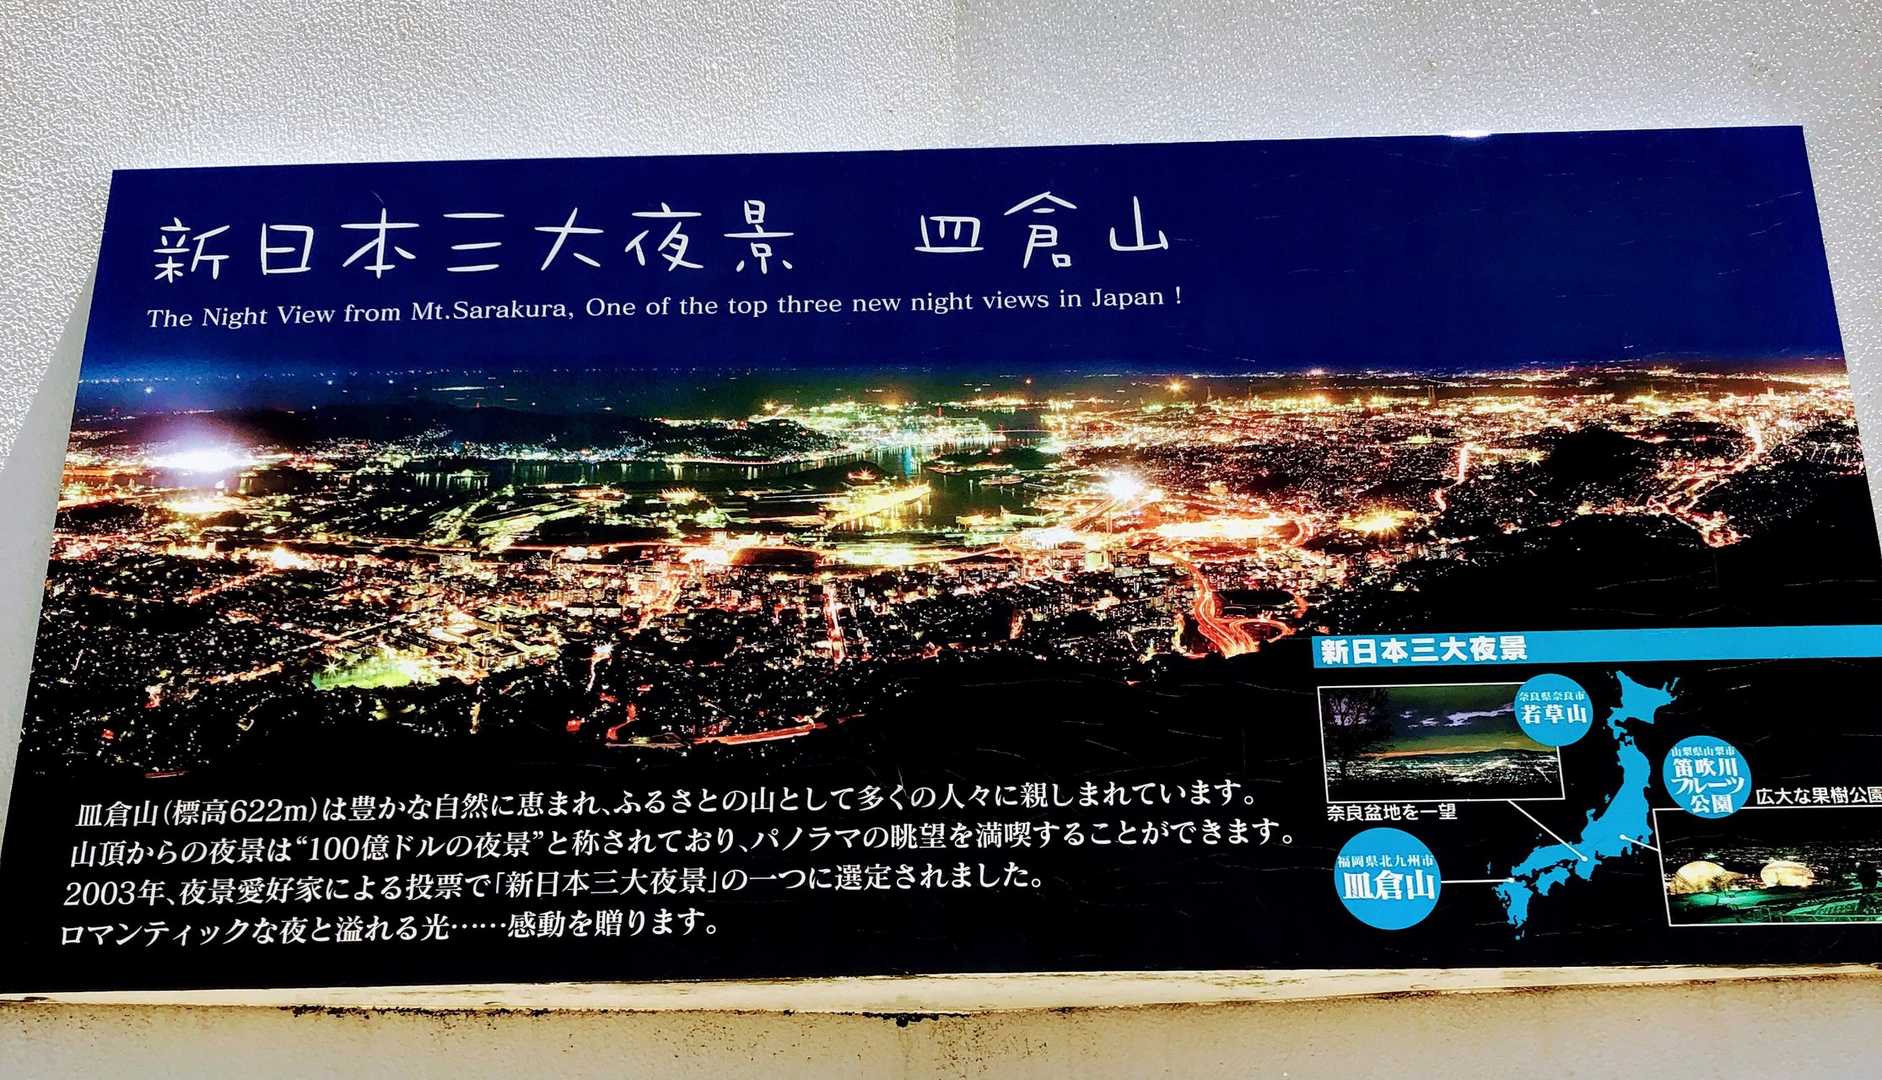 新日本三大夜景　皿倉山
The Night View from Mt.Sarakura, One of the top three new night views in Japan !
皿倉山(標高622m)は豊かな自然に恵まれ、ふるさとの山として多くの人々に親しまれています。
山頂からの夜景は“100億ドルの夜景”と称されており、パノラマの眺望を満喫することができます。
2003年、夜景愛好家による投票で「新日本三大夜景」の一つに選定されました。
ロマンティックな夜と溢れる光……感動を贈ります。
新日本三大夜景
奈良県奈良市
若草山
奈良盆地を一望
山梨県山梨市
笛吹川
フルーツ
公園
広大な果樹公園
福岡県北九州市
皿倉山